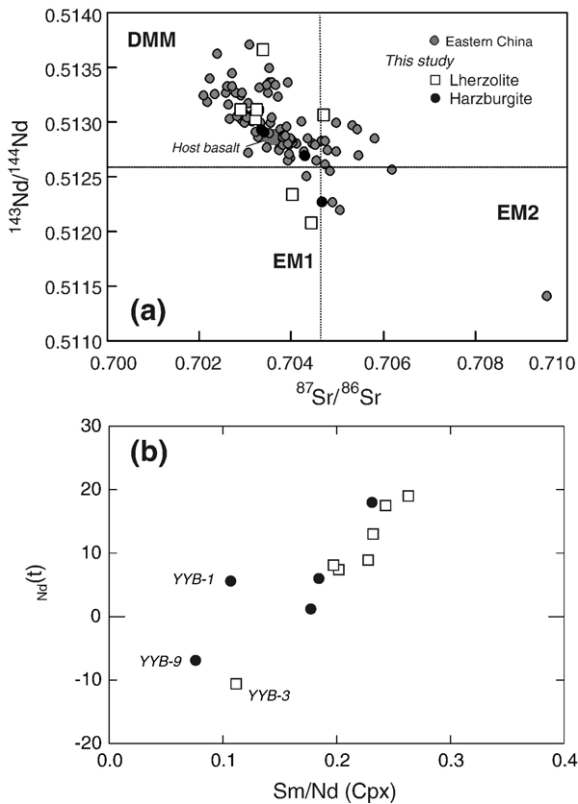 0.5140
DMM
Eastern China
This study
0.5135
Lherzolite
Harzburgite
0.5130
Host basalt
143Nd/144Nd
0.5125
EM2
0.5120
EM1
0.5115
(a)
0.5110
0.700 0.702 0.704 0.706 0.708 0.710
87Sr/86Sr
30
(b)
20
10
YYB-1
Nd(t)
0
YYB-9
YYB-3
-10
-20
0.0 0.1 0.2 0.3 0.4
Sm/Nd (Cpx)